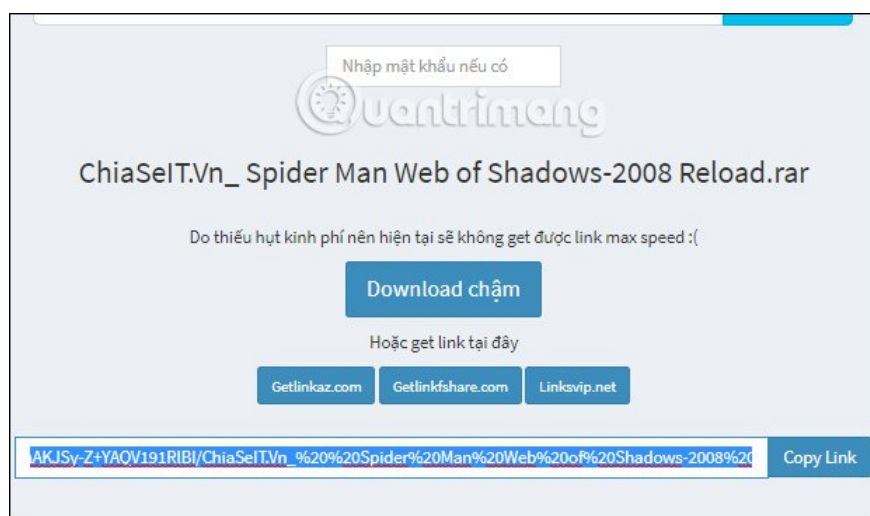 Nhập mật khẩu nếu có
Quantrimang
ChiaSeIT.Vn_ Spider Man Web of Shadows-2008 Reload.rar
Do thiếu hụt kinh phí nên hiện tại sẽ không get được link max speed :(
Download chậm
Hoặc get link tại đây
Getlinkaz.com Getlinkfshare.com Linksvip.net
AKJSy-Z+YAQV191RlBI/ChiaSeIT.Vn_%20%20Spider%20Man%20Web%20of%20Shadows-2008%20 Copy Link